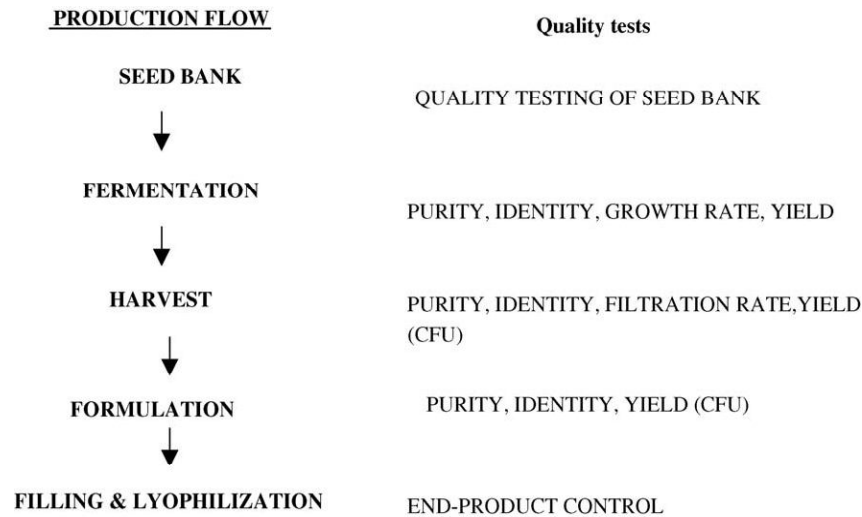 PRODUCTION FLOW
Quality tests
SEED BANK
QUALITY TESTING OF SEED BANK
FERMENTATION
PURITY, IDENTITY, GROWTH RATE, YIELD
HARVEST
PURITY, IDENTITY, FILTRATION RATE,YIELD
(CFU)
FORMULATION
PURITY, IDENTITY, YIELD (CFU)
FILLING & LYOPHILIZATION
END-PRODUCT CONTROL